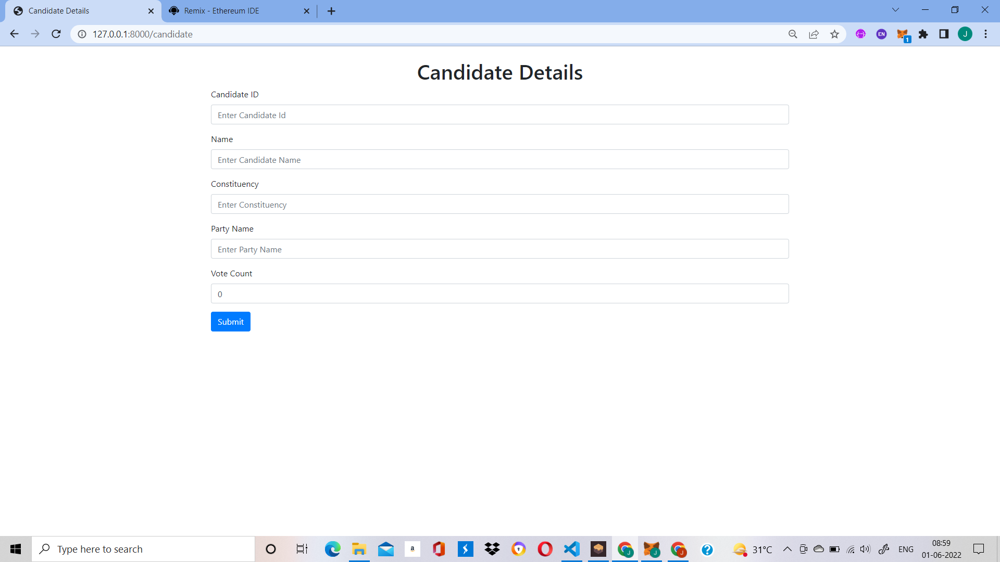 Candidate Details
Remix - Ethereum IDE
127.0.0.1:8000/candidate
EN
1
J
Candidate Details
Candidate ID
Enter Candidate Id
Name
Enter Candidate Name
Constituency
Enter Constituency
Party Name
Enter Party Name
Vote Count
0
Submit
Type here to search
a
J
J
J
31°C
ENG
08:59
01-06-2022